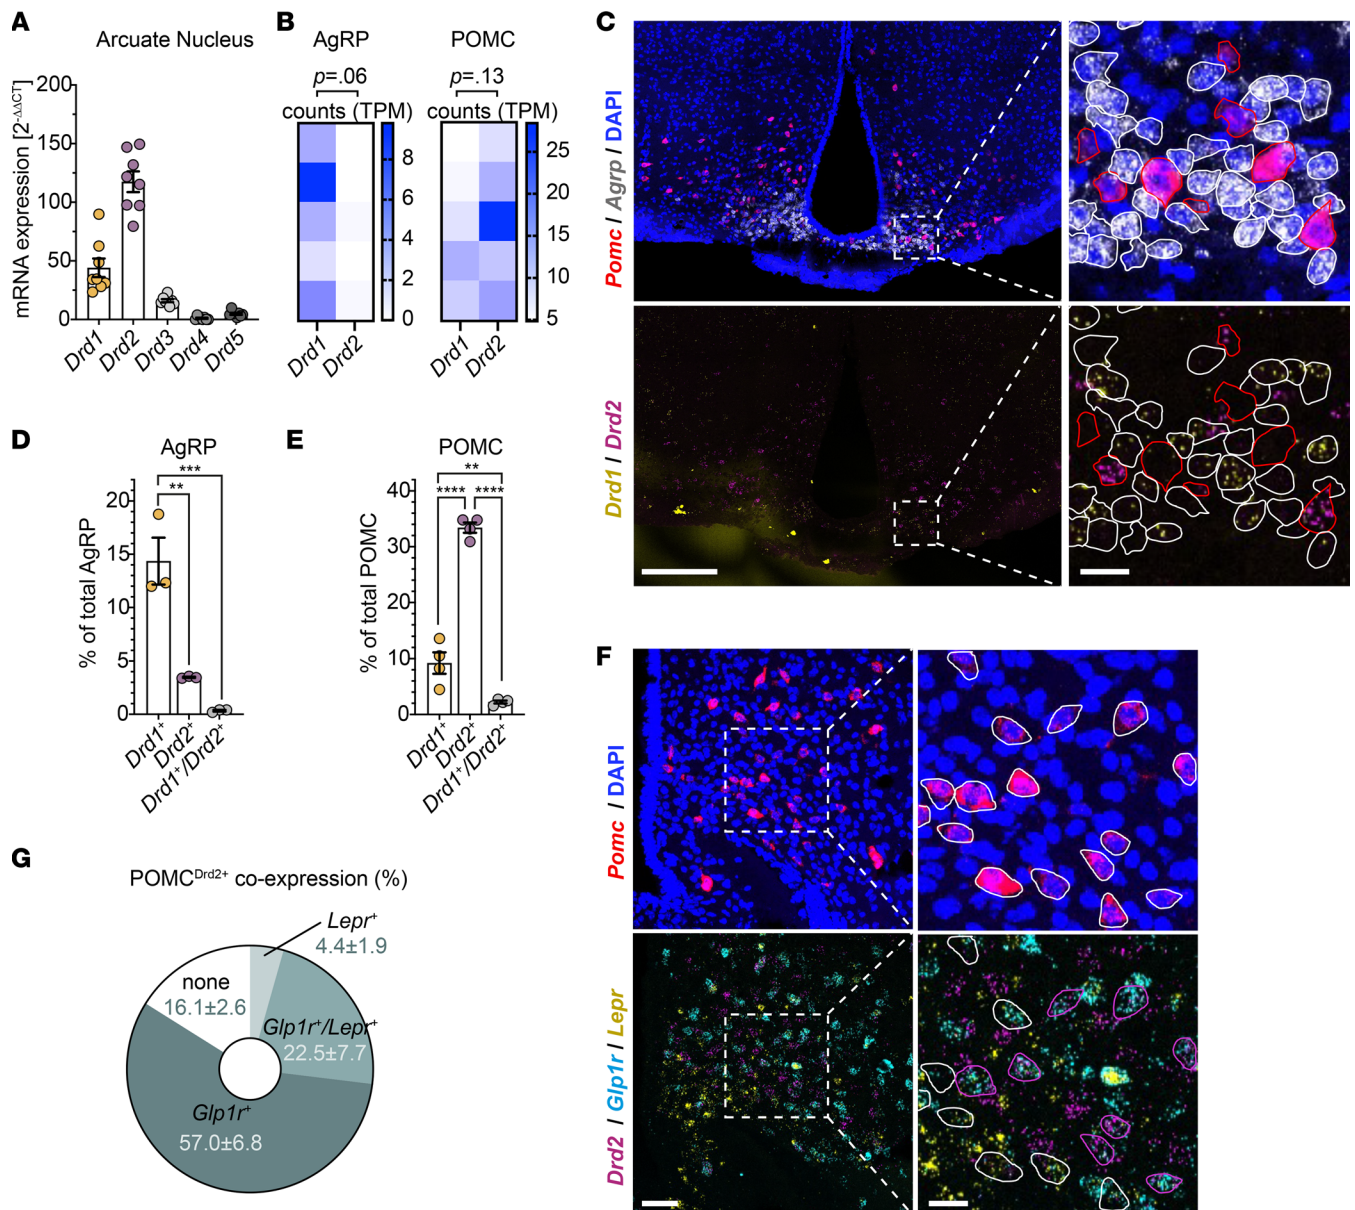 A
Arcuate Nucleus
mRNA expression [2-ΔΔCT]
200
150
100
50
0
Drd1
Drd2
Drd3
Drd4
Drd5
B
AgRP
POMC
p=.06
p=.13
counts (TPM)
counts (TPM)
8
6
4
2
0
25
20
15
10
5
Drd1
Drd2
Drd1
Drd2
C
Pomc / Agrp / DAPI
Drd1 / Drd2
D
AgRP
***
**
% of total AgRP
20
15
10
5
0
Drd1+
Drd2+
Drd1+/Drd2+
E
POMC
**
**** ****
% of total POMC
40
30
20
10
0
Drd1+
Drd2+
Drd1+/Drd2+
F
Pomc / DAPI
Drd2 / Glp1r / Lepr
G
POMCDrd2+ co-expression (%)
Lepr+
4.4±1.9
none
16.1±2.6
Glp1r+/Lepr+
22.5±7.7
Glp1r+
57.0±6.8